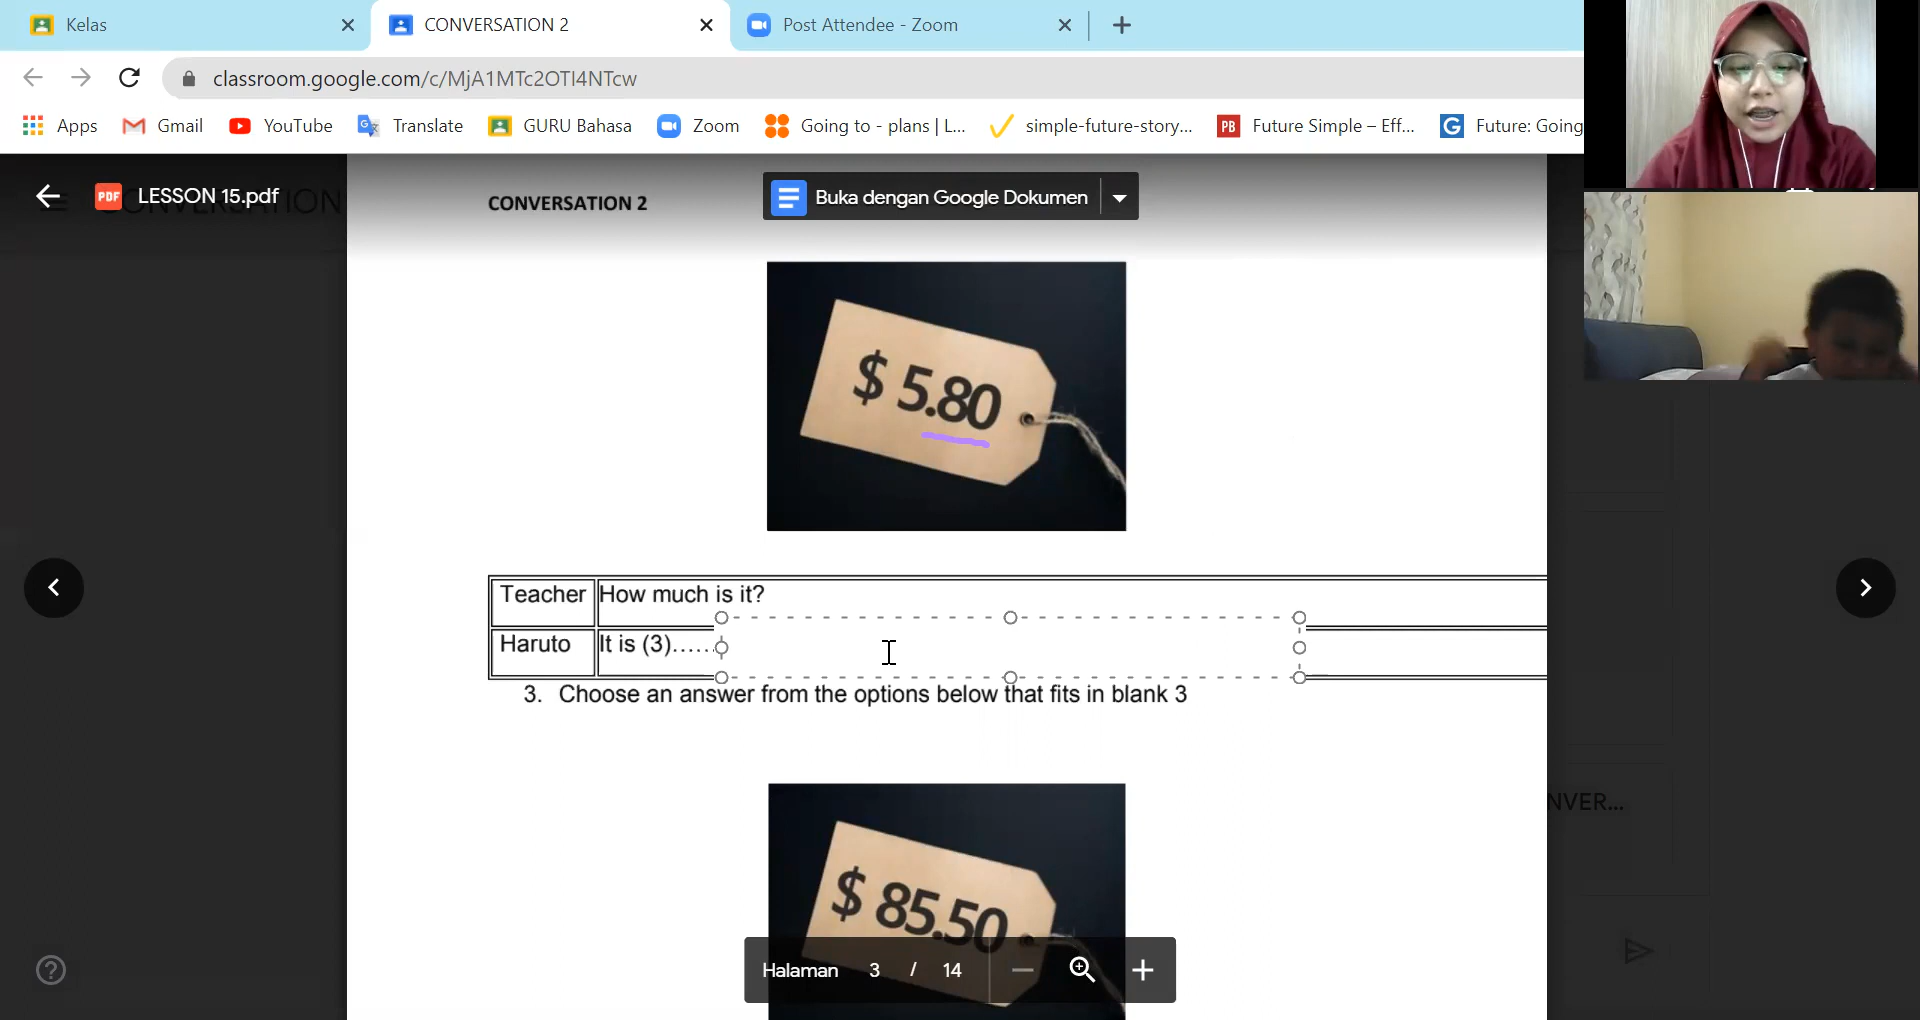 Kelas
CONVERSATION 2
Post Attendee - Zoom
classroom.google.com/c/MjA1MTc2OTI4NTcw
Apps
Gmail
YouTube
Translate
GURU Bahasa
Zoom
Going to - plans | L...
simple-future-story...
PB
Future Simple – Eff...
G
Future: Going
PDF
LESSON 15.pdf
CONVERSATION 2
Buka dengan Google Dokumen
$ 5.80
Teacher How much is it?
Haruto It is (3)......
3. Choose an answer from the options below that fits in blank 3
NVER...
$ 85.50
Halaman 3 / 14